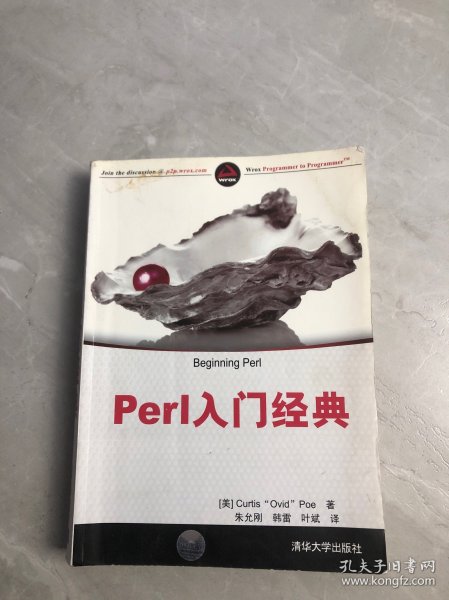 Join the discussion @ p2p.wrox.com
Wrox Programmer to Programmer™
wrox
Beginning Perl
Perl入门经典
[美] Curtis “Ovid” Poe 著
朱允刚 韩雷 叶斌 译
清华大学出版社
孔夫子旧书网
kongfz.com